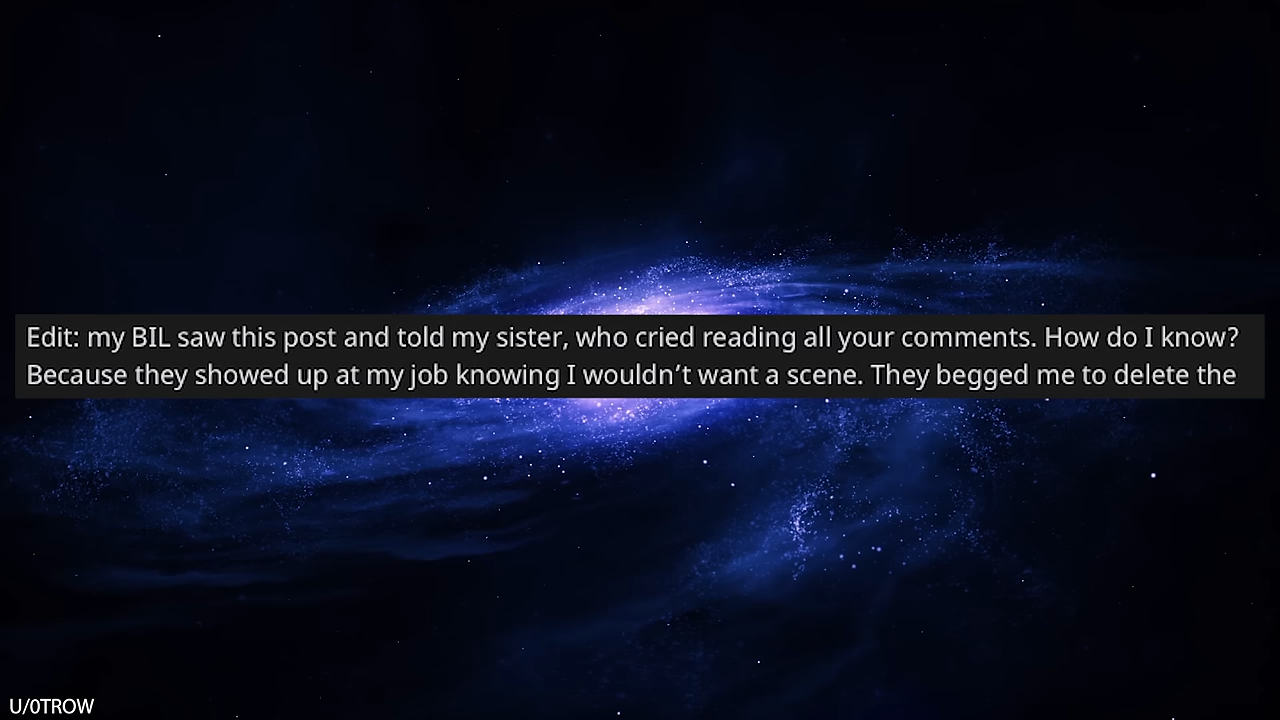 Edit: my BIL saw this post and told my sister, who cried reading all your comments. How do I know?
Because they showed up at my job knowing I wouldn’t want a scene. They begged me to delete the
U/0TROW